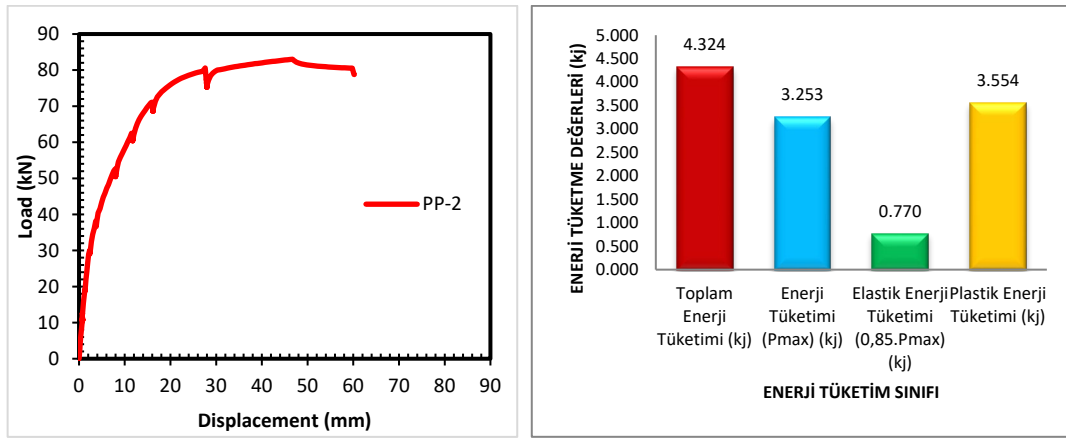 90
80
70
60
50
40
30
20
10
0
Load (kN)
PP-2
0 10 20 30 40 50 60 70 80 90
Displacement (mm)
5.000
4.500
4.000
3.500
3.000
2.500
2.000
1.500
1.000
0.500
0.000
ENERJİ TÜKETME DEĞERLERİ (kj)
4.324
3.253
0.770
3.554
Toplam
Enerji
Tüketimi (kj)
Enerji
Tüketimi
(Pmax) (kj)
Elastik Enerji
Tüketimi
(0,85.Pmax)
(kj)
Plastik Enerji
Tüketimi (kj)
ENERJİ TÜKETİM SINIFI